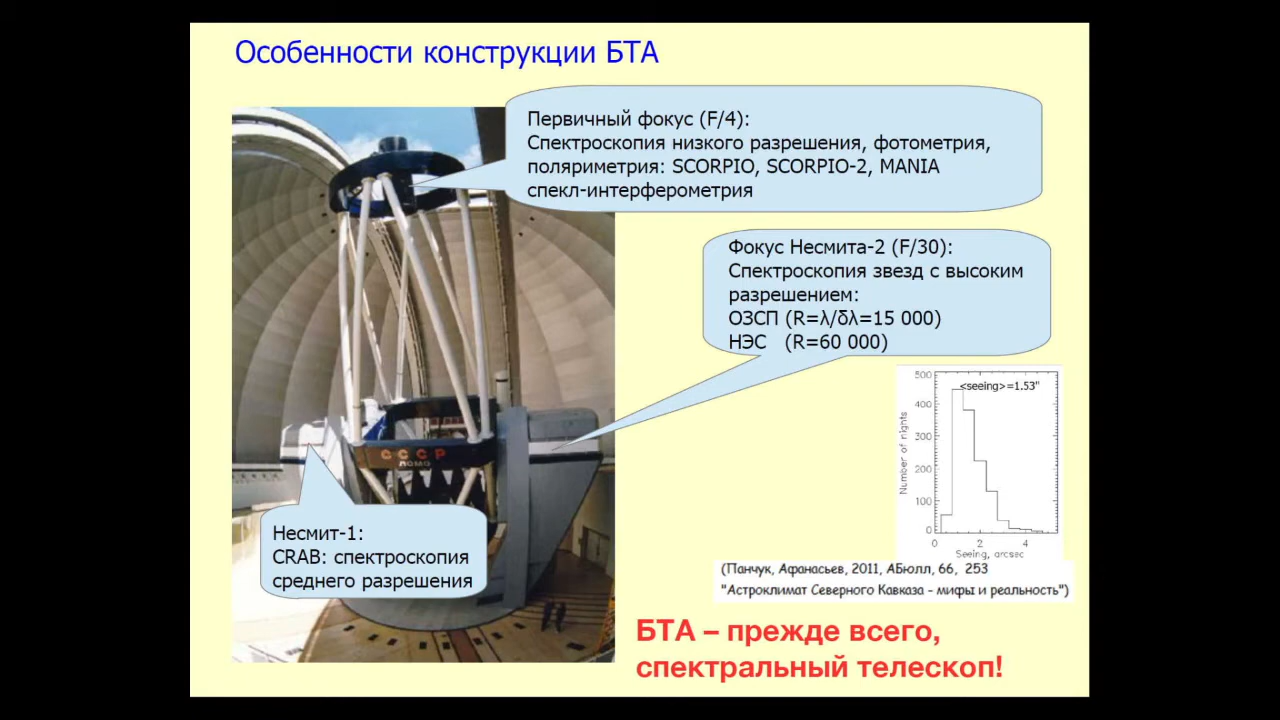 Особенности конструкции БТА
Первичный фокус (F/4):
Спектроскопия низкого разрешения, фотометрия,
поляриметрия: SCORPIO, SCORPIO-2, MANIA
спекл-интерферометрия
Фокус Несмита-2 (F/30):
Спектроскопия звезд с высоким
разрешением:
ОЗСП (R=λ/δλ=15 000)
НЭС (R=60 000)
СССР
ЛОМО
Несмит-1:
CRAB: спектроскопия
среднего разрешения
<seeing>=1.53"
500
400
300
200
100
0
Number of nights
0 2 4
Seeing, arcsec
(Панчук, Афанасьев, 2011, АБюлл, 66, 253
"Астроклимат Северного Кавказа - мифы и реальность")
БТА – прежде всего,
спектральный телескоп!